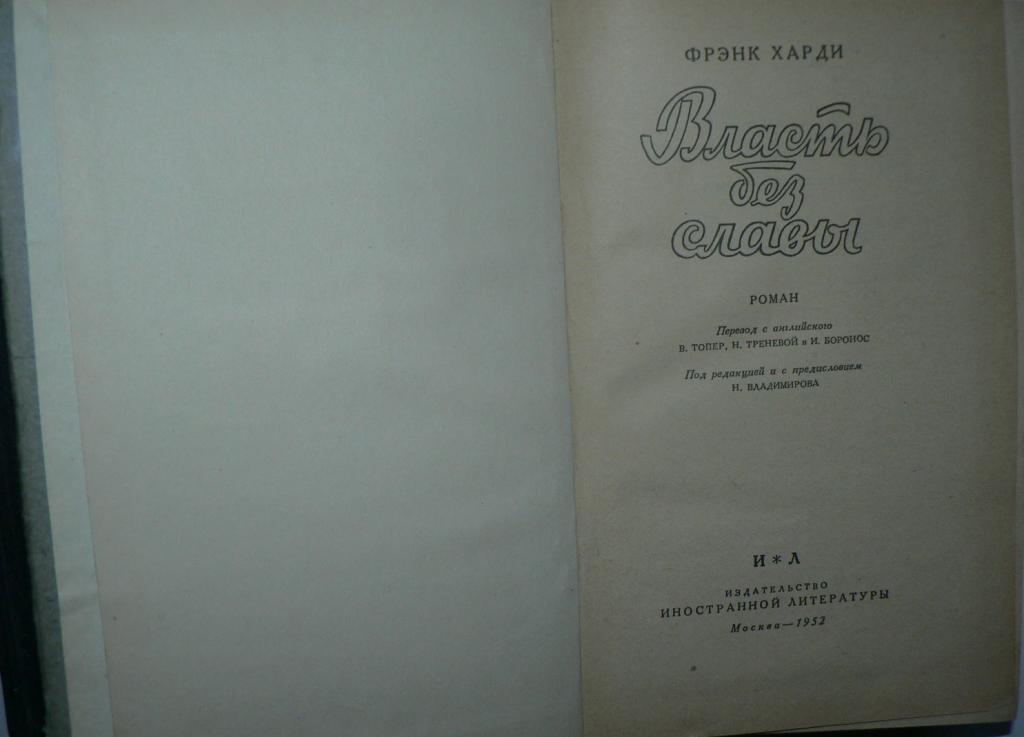 ФРЭНК ХАРДИ
Власть
без
славы
РОМАН
Перевод с английского
В. ТОПЕР, Н. ТРЕНЕВОЙ и И. БОРОНОС
Под редакцией и с предисловием
Н. ВЛАДИМИРОВА
И * Л
ИЗДАТЕЛЬСТВО
ИНОСТРАННОЙ ЛИТЕРАТУРЫ
Москва — 1952